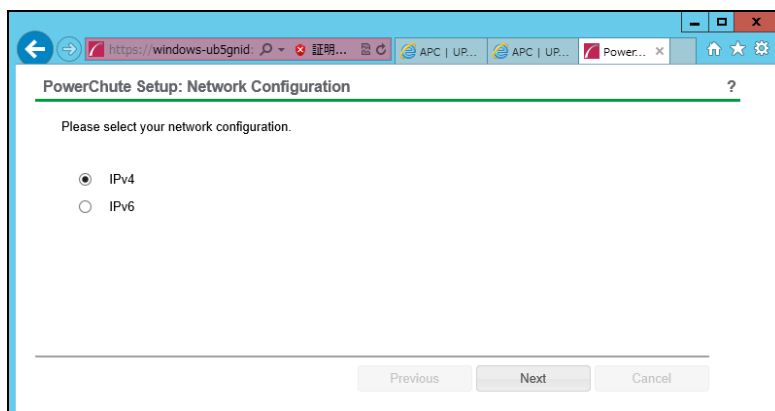 https://windows-ub5gnid: 証明... APC | UP... APC | UP... Power...
PowerChute Setup: Network Configuration ?
Please select your network configuration.
IPv4
IPv6
Previous Next Cancel